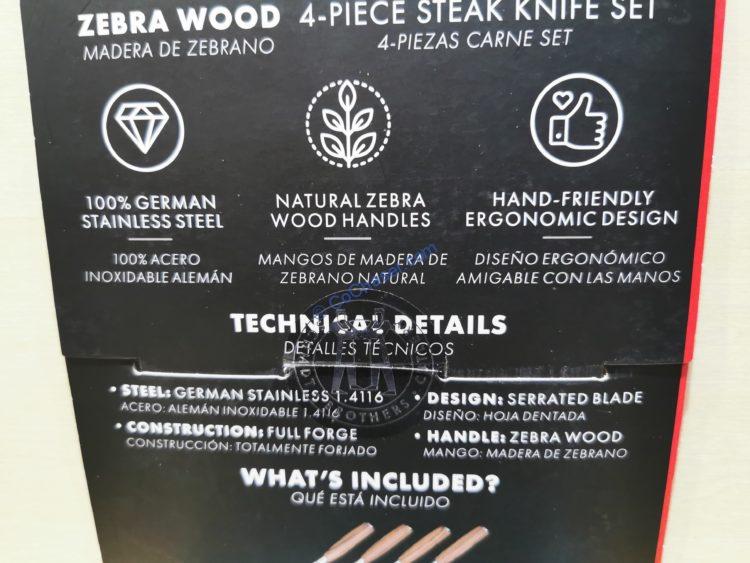 ZEBRA WOOD
MADERA DE ZEBRANO
4-PIECE STEAK KNIFE SET
4-PIEZAS CARNE SET
100% GERMAN
STAINLESS STEEL
100% ACERO
INOXIDABLE ALEMÁN
NATURAL ZEBRA
WOOD HANDLES
MANGOS DE MADERA DE
ZEBRANO NATURAL
HAND-FRIENDLY
ERGONOMIC DESIGN
DISEÑO ERGONÓMICO
AMIGABLE CON LAS MANOS
CoChaser.com
TECHNICAL DETAILS
DETALLES TÉCNICOS
• STEEL: GERMAN STAINLESS 1.4116
ACERO: ALEMÁN INOXIDABLE 1.4116
• CONSTRUCTION: FULL FORGE
CONSTRUCCIÓN: TOTALMENTE FORJADO
• DESIGN: SERRATED BLADE
DISEÑO: HOJA DENTADA
• HANDLE: ZEBRA WOOD
MANGO: MADERA DE ZEBRANO
BROTHERS
WHAT'S INCLUDED?
QUÉ ESTÁ INCLUIDO